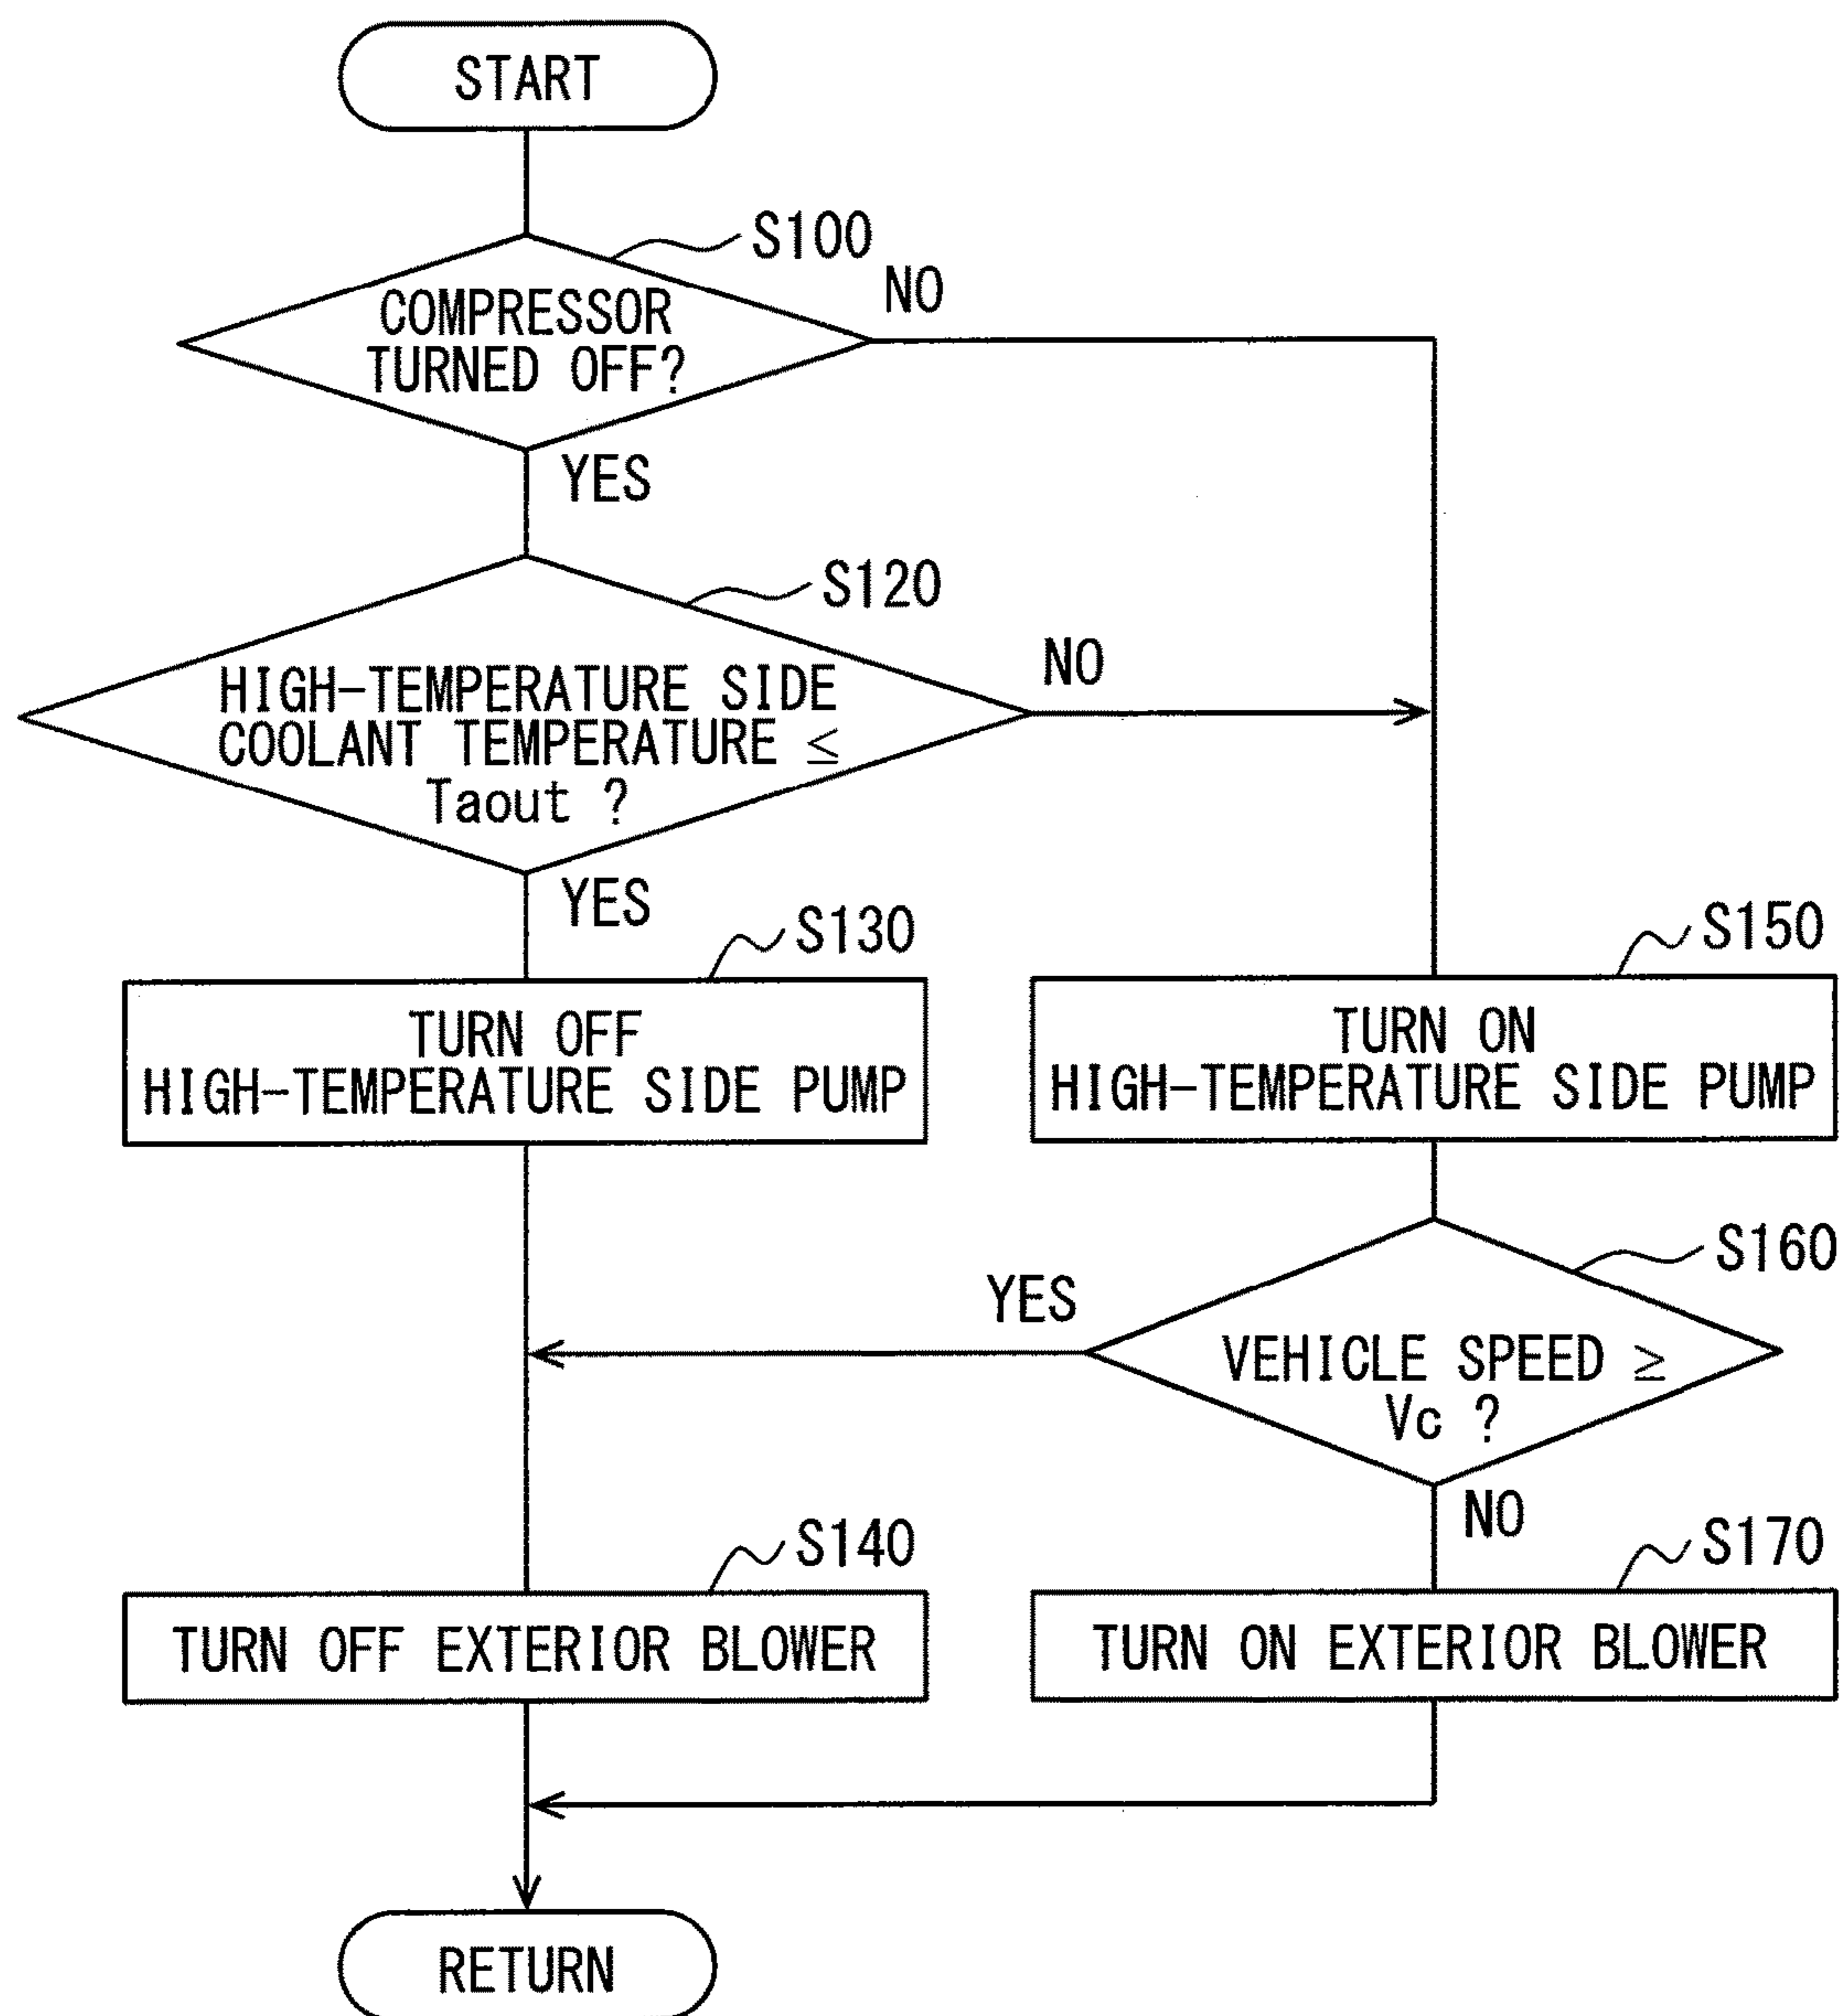 START
S100
COMPRESSOR
TURNED OFF?
NO
YES
S120
HIGH-TEMPERATURE SIDE
COOLANT TEMPERATURE ≤
Taout ?
NO
YES
S130
TURN OFF
HIGH-TEMPERATURE SIDE PUMP
S150
TURN ON
HIGH-TEMPERATURE SIDE PUMP
S160
VEHICLE SPEED ≥
Vc ?
YES
NO
S140
TURN OFF EXTERIOR BLOWER
S170
TURN ON EXTERIOR BLOWER
RETURN